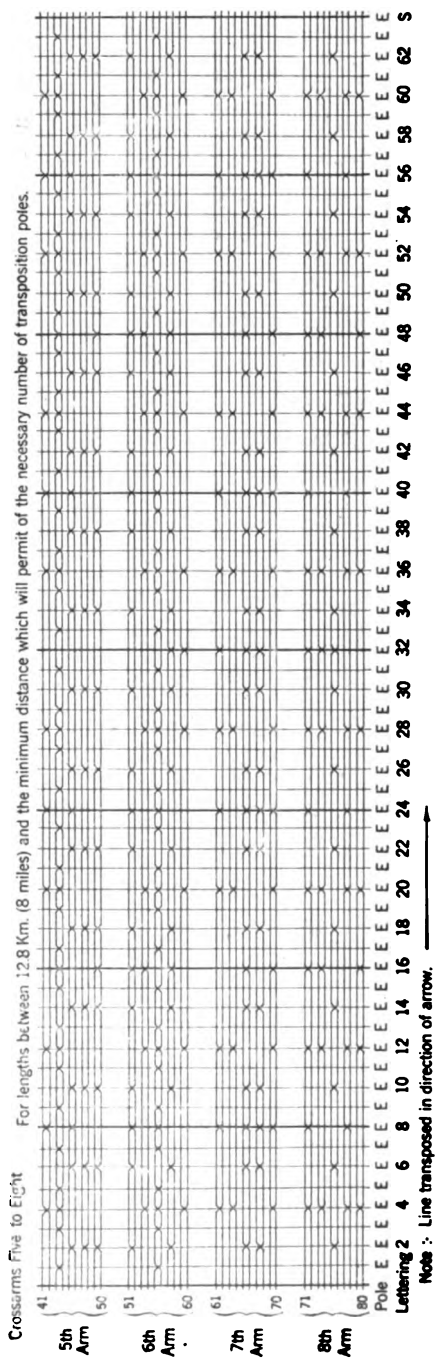 Crossarms Five to Eight For lengths between 12.8 Km. (8 miles) and the minimum distance which will permit of the necessary number of transposition poles.
41
5th
Arm
50
51
6th
Arm
60
61
7th
Arm
70
71
8th
Arm
80
Pole E E E E E E E E E E E E E E E E E E E E E E E E E E E E E E E E E E E E E E E E E E E E E E E E E E E E E E E E E E E E E E E E
Lettering 2 4 6 8 10 12 14 16 18 20 22 24 26 28 30 32 34 36 38 40 42 44 46 48 50 52 54 56 58 60 62 S
Note :- Line transposed in direction of arrow.